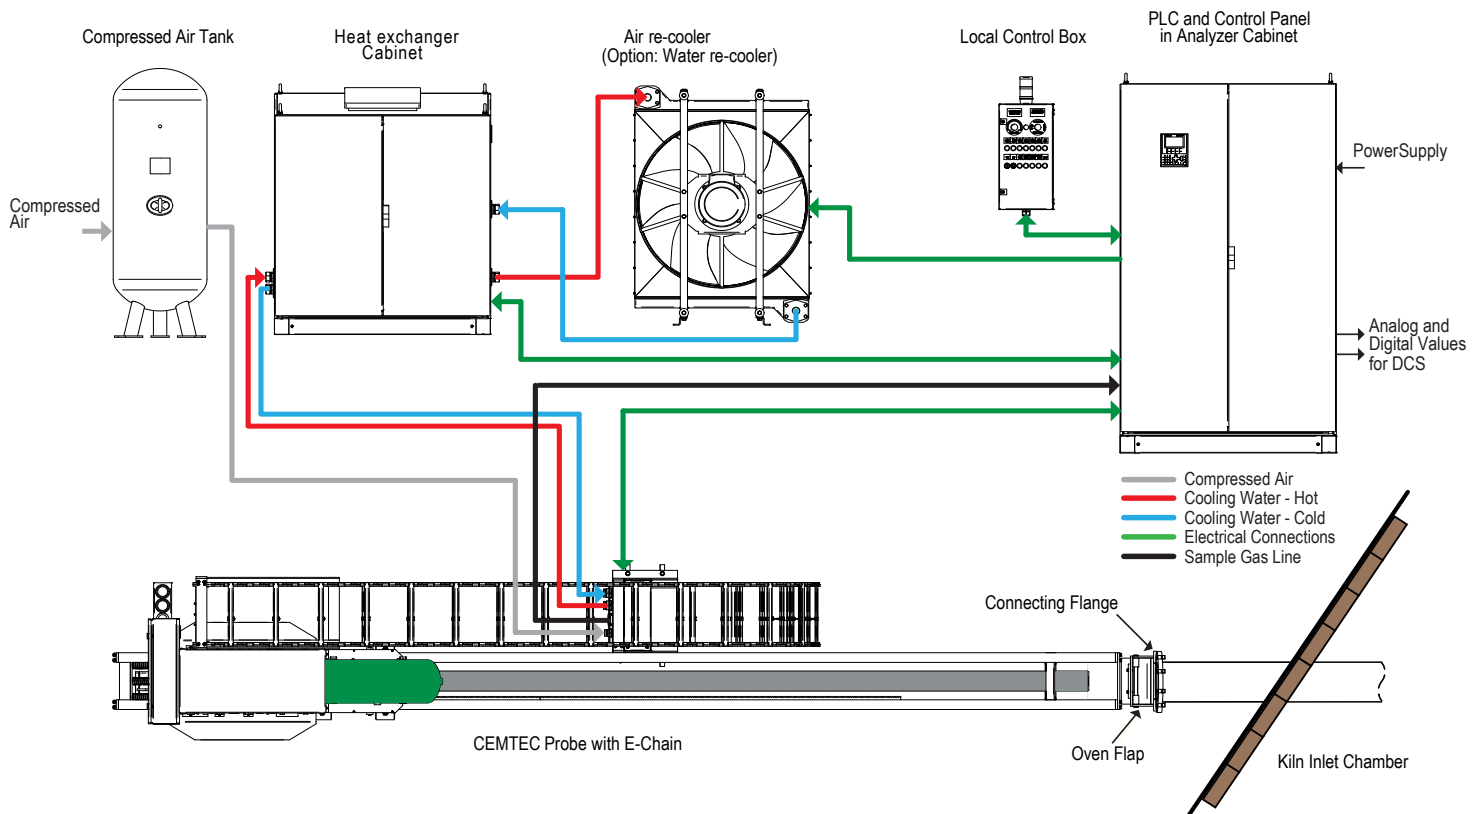 Compressed Air Tank
Heat exchanger
Cabinet
Air re-cooler
(Option: Water re-cooler)
Local Control Box
PLC and Control Panel
in Analyzer Cabinet
PowerSupply
Compressed
Air
Analog and
Digital Values
for DCS
Compressed Air
Cooling Water - Hot
Cooling Water - Cold
Electrical Connections
Sample Gas Line
Connecting Flange
CEMTEC Probe with E-Chain
Oven Flap
Kiln Inlet Chamber